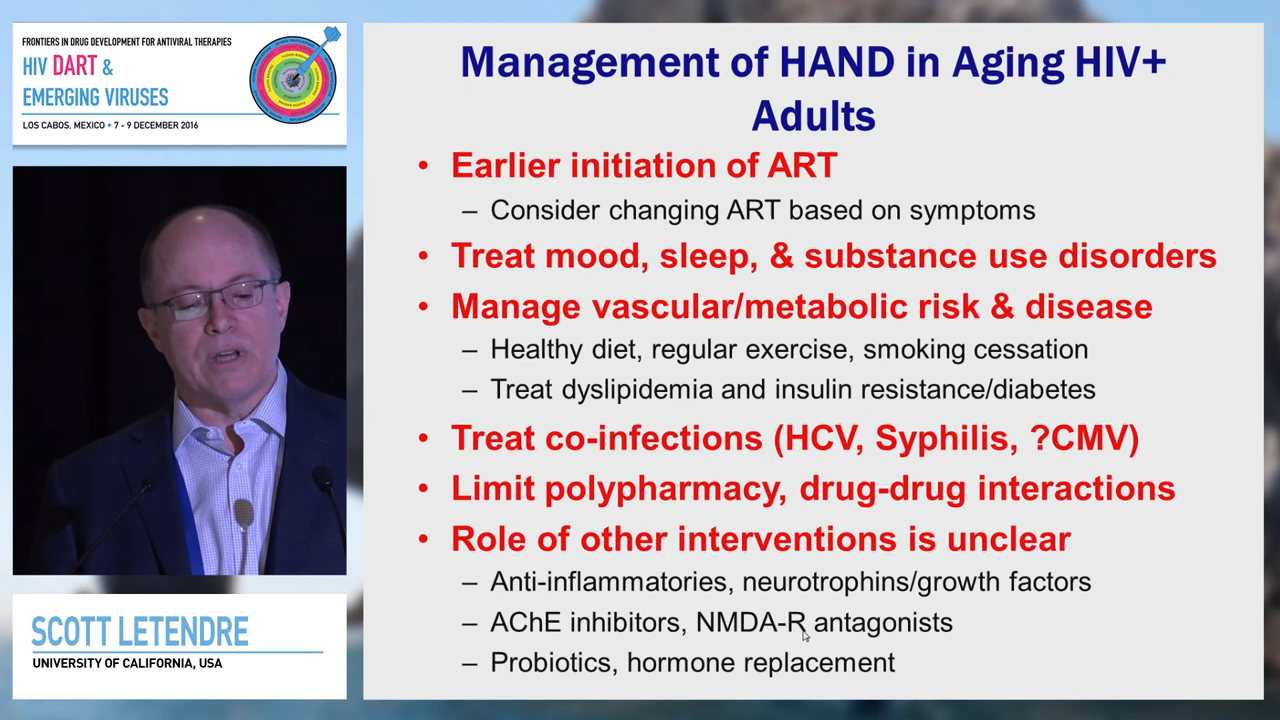 FRONTIERS IN DRUG DEVELOPMENT FOR ANTIVIRAL THERAPIES
HIV DART &
EMERGING VIRUSES
LOS CABOS, MEXICO • 7 - 9 DECEMBER 2016
SCOTT LETENDRE
UNIVERSITY OF CALIFORNIA, USA
Management of HAND in Aging HIV+
Adults
• Earlier initiation of ART
– Consider changing ART based on symptoms
• Treat mood, sleep, & substance use disorders
• Manage vascular/metabolic risk & disease
– Healthy diet, regular exercise, smoking cessation
– Treat dyslipidemia and insulin resistance/diabetes
• Treat co-infections (HCV, Syphilis, ?CMV)
• Limit polypharmacy, drug-drug interactions
• Role of other interventions is unclear
– Anti-inflammatories, neurotrophins/growth factors
– AChE inhibitors, NMDA-R antagonists
– Probiotics, hormone replacement